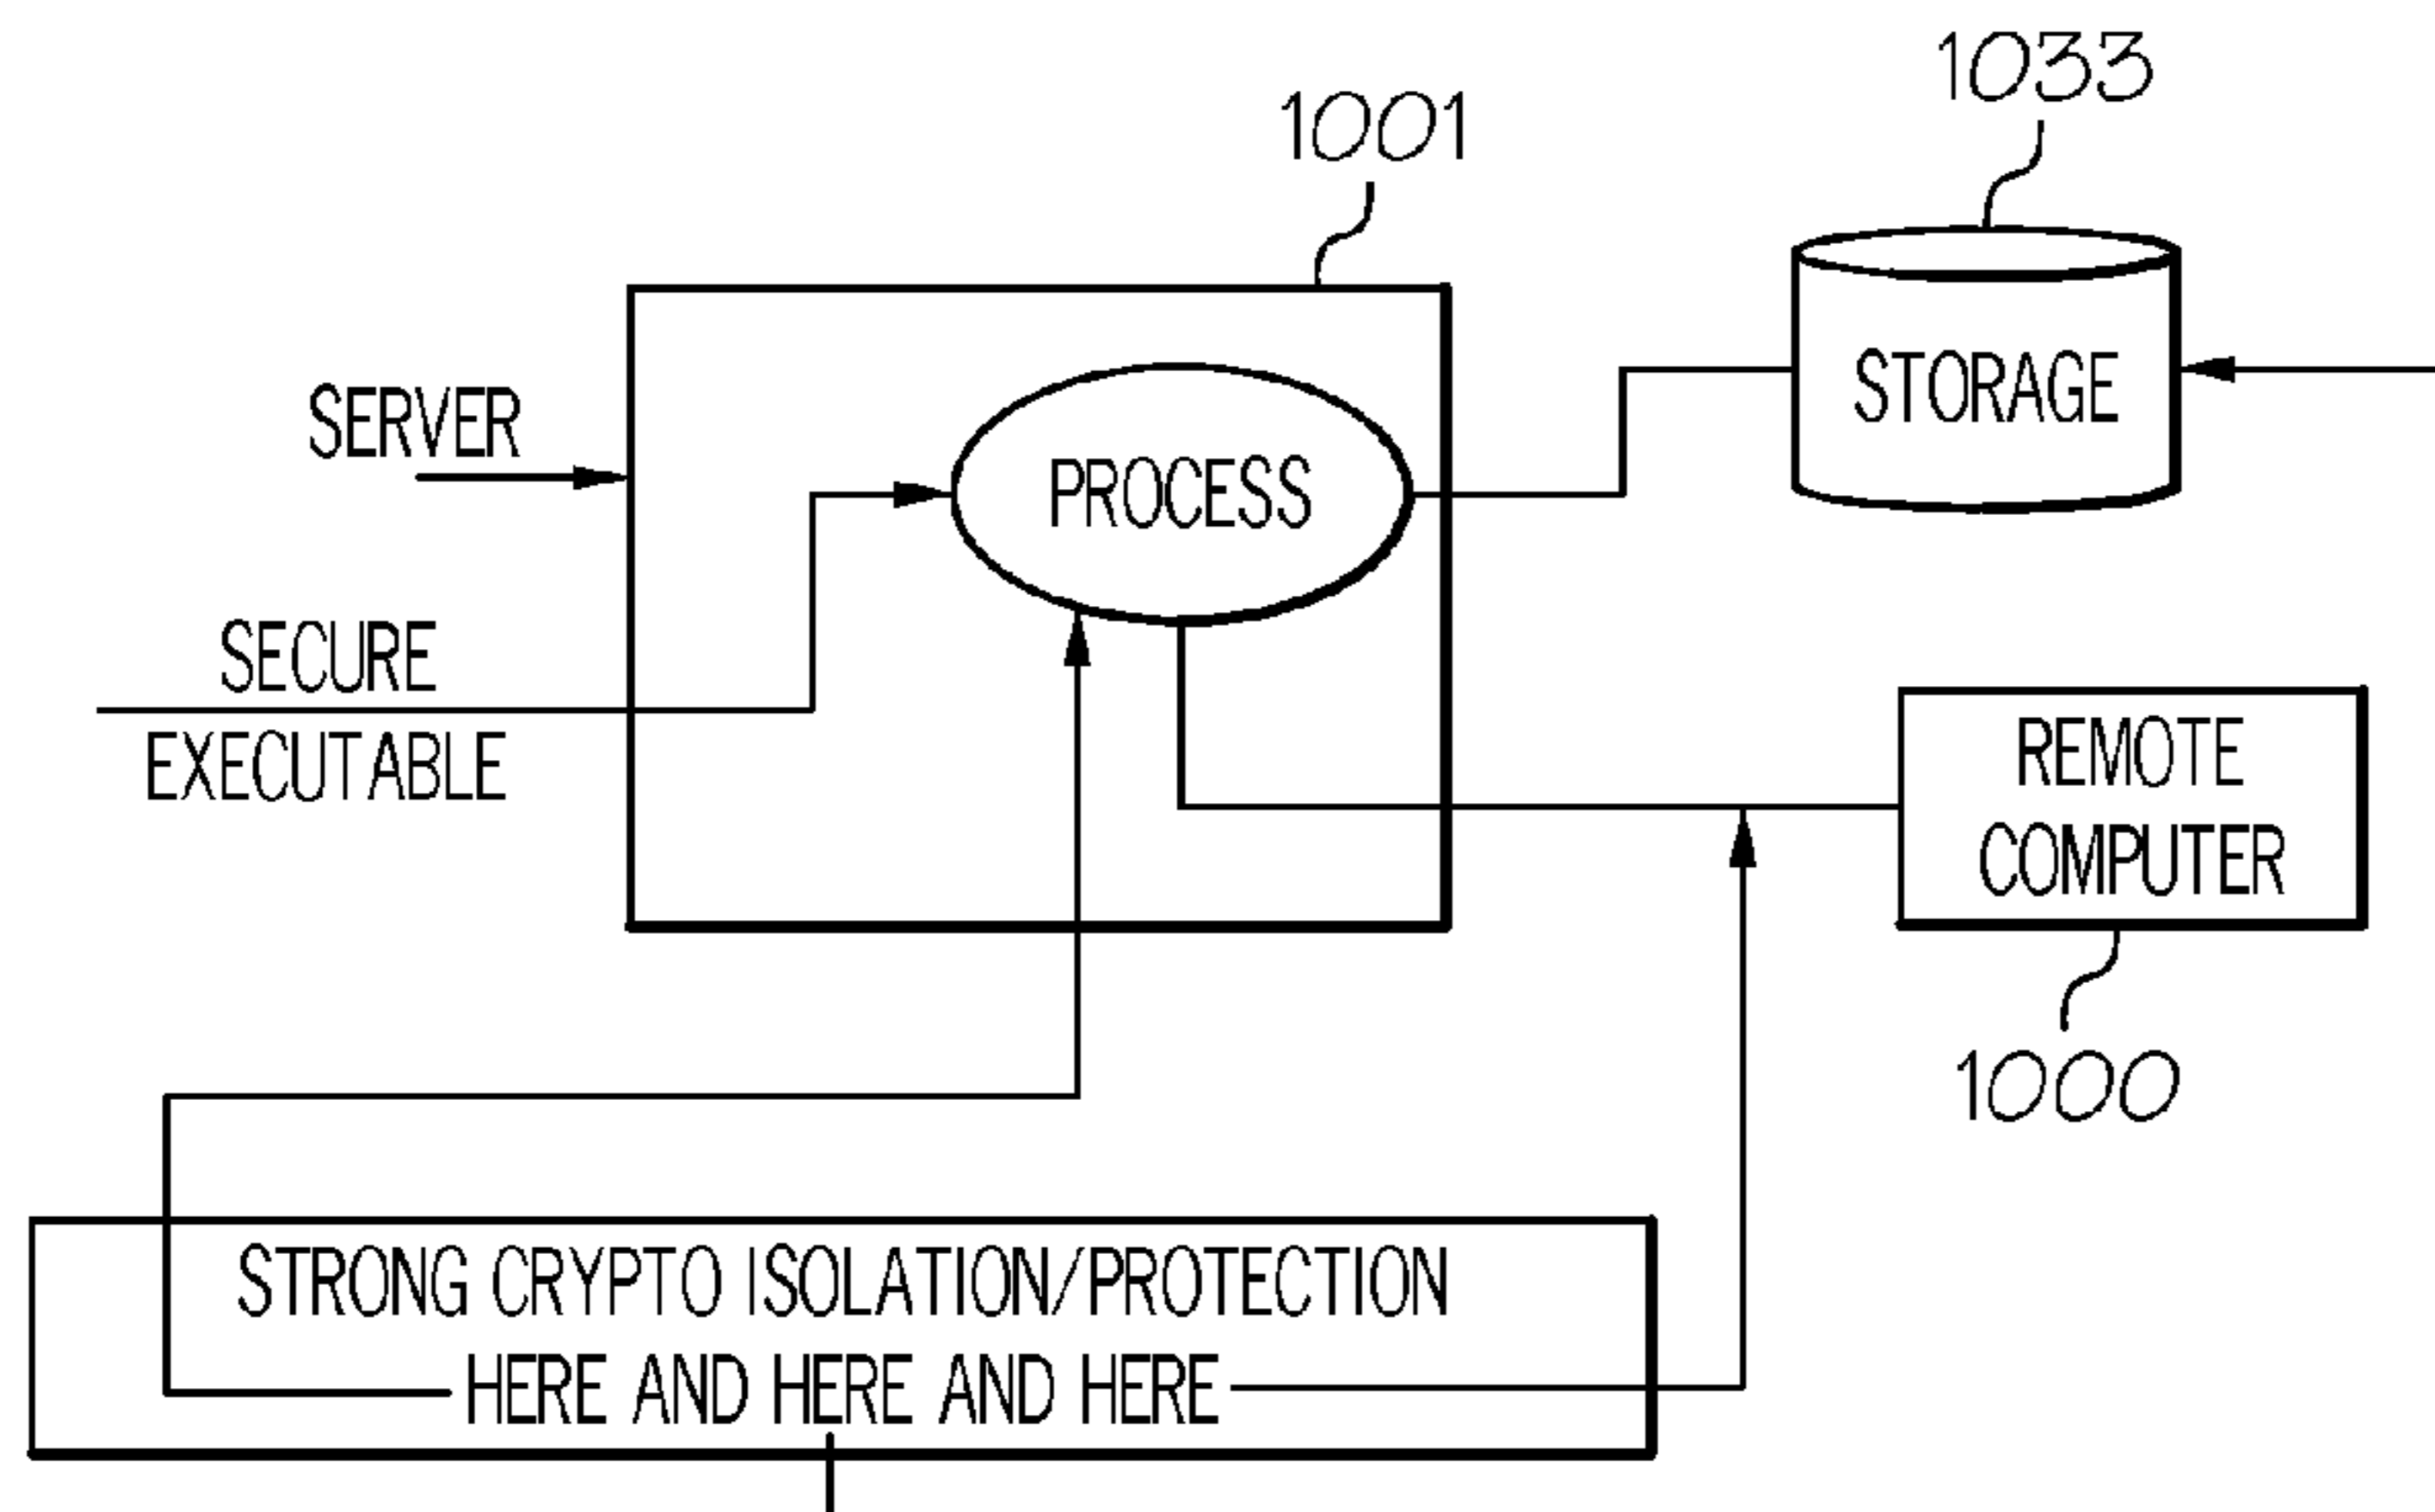 1033
1001
SERVER
STORAGE
PROCESS
SECURE
EXECUTABLE
REMOTE
COMPUTER
1000
STRONG CRYPTO ISOLATION/PROTECTION
HERE AND HERE AND HERE